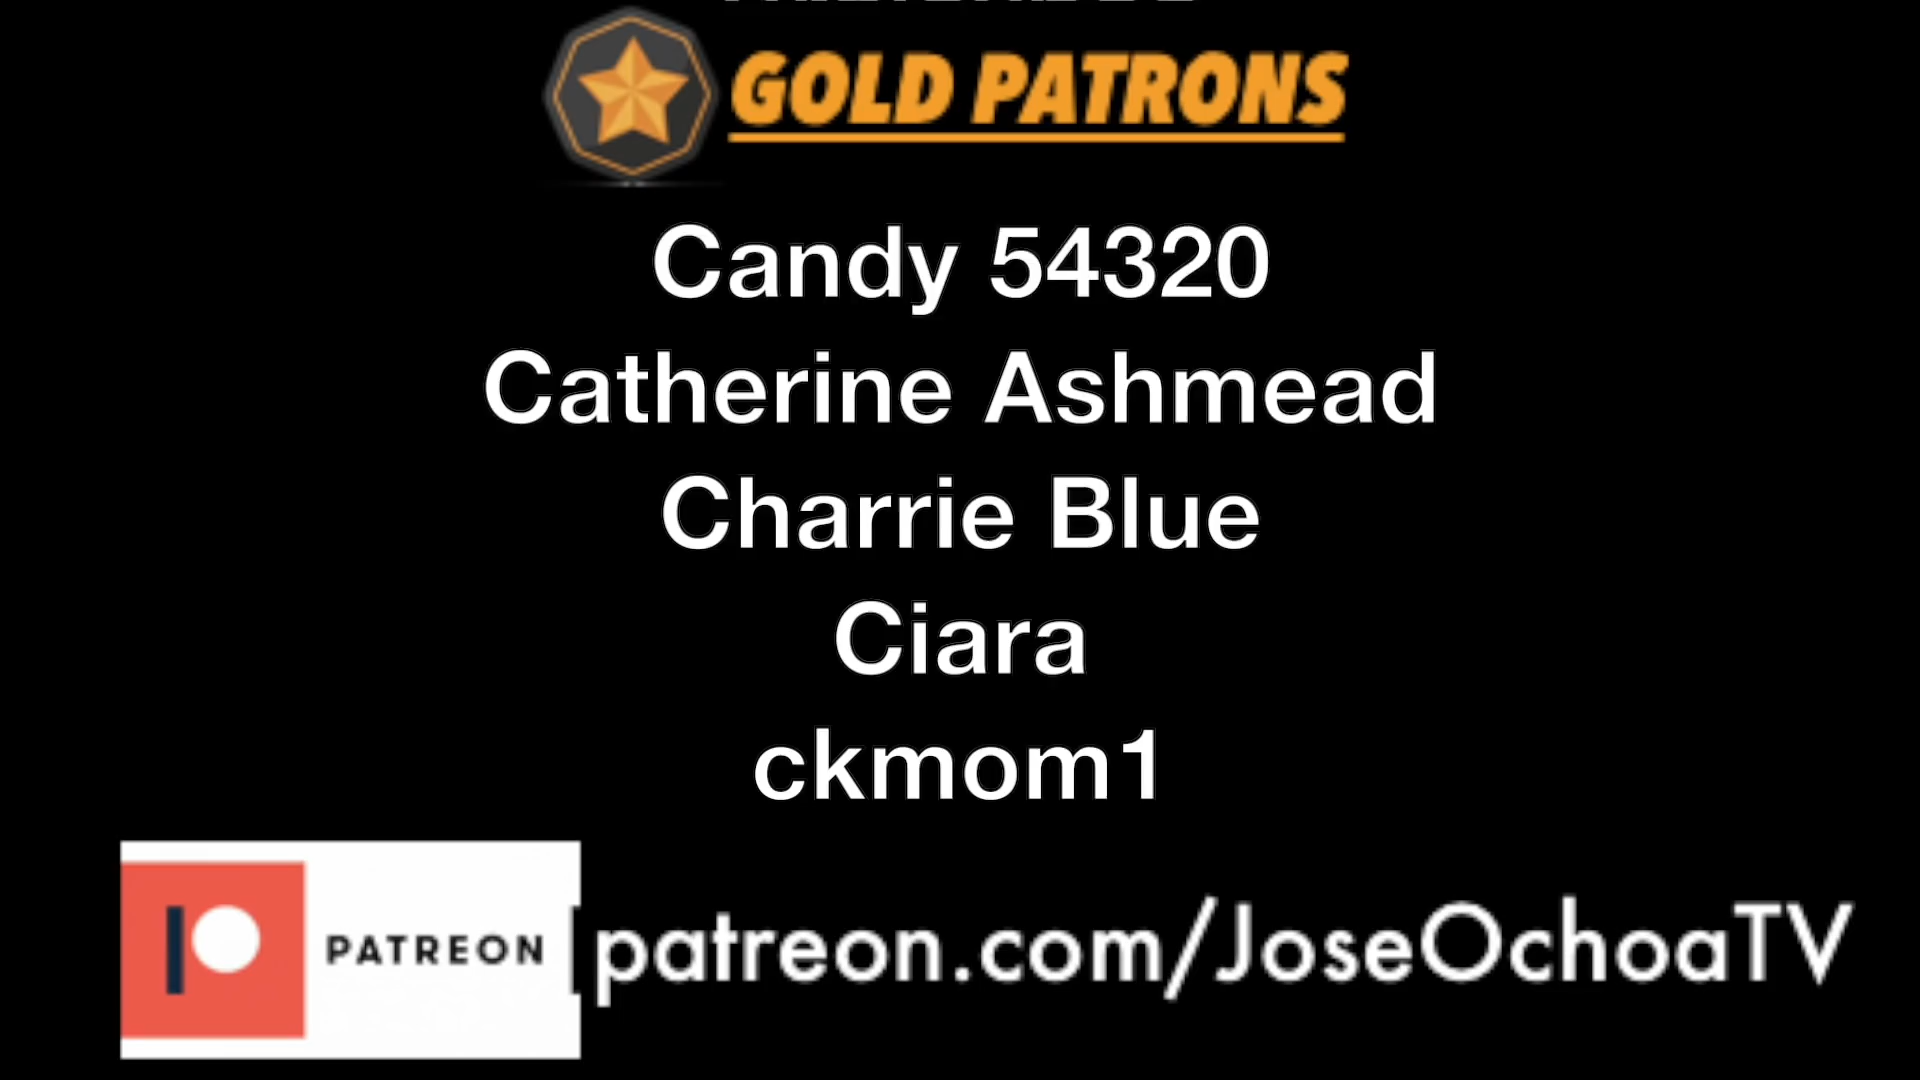 GOLD PATRONS
Candy 54320
Catherine Ashmead
Charrie Blue
Ciara
ckmom1
PATREON
patreon.com/JoseOchoaTV